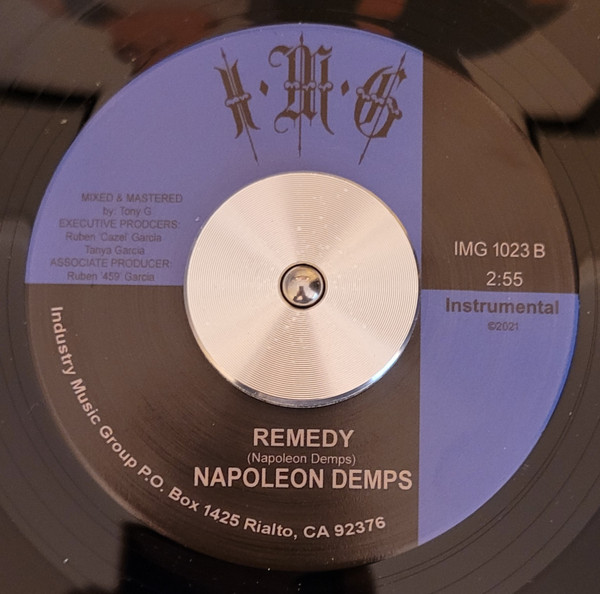 I·M·G
MIXED & MASTERED
by: Tony G
EXECUTIVE PRODCERS:
Ruben 'Cazel' Garcia
Tanya Garcia
ASSOCIATE PRODUCER:
Ruben '459' Garcia
IMG 1023 B
2:55
Instrumental
©2021
REMEDY
(Napoleon Demps)
NAPOLEON DEMPS
Industry Music Group P.O. Box 1425 Rialto, CA 92376